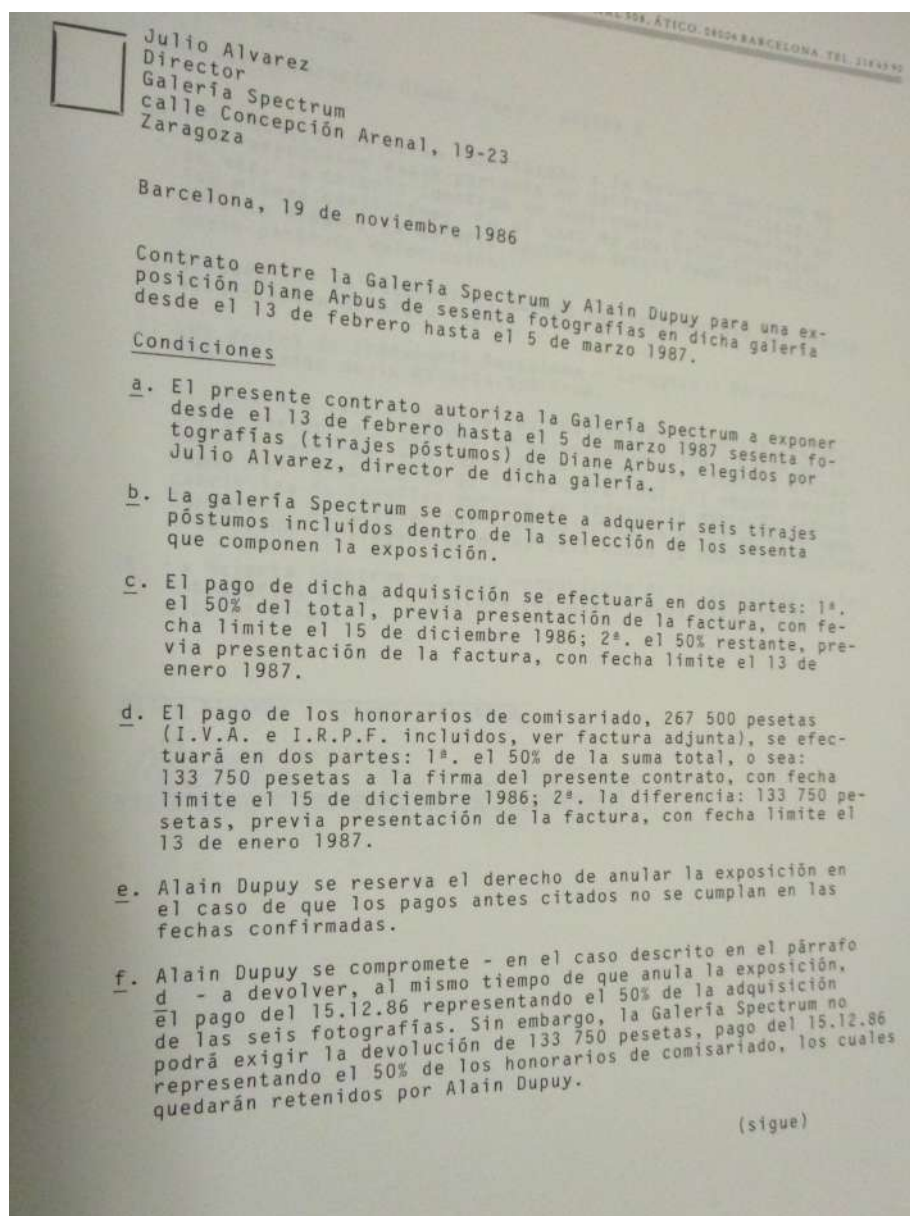 508, ÁTICO. 08006 BARCELONA. TEL.
Julio Alvarez
Director
Galería Spectrum
calle Concepción Arenal, 19-23
Zaragoza
Barcelona, 19 de noviembre 1986
Contrato entre la Galería Spectrum y Alain Dupuy para una ex-
posición Diane Arbus de sesenta fotografías en dicha galería
desde el 13 de febrero hasta el 5 de marzo 1987.
Condiciones
a. El presente contrato autoriza la Galería Spectrum a exponer
desde el 13 de febrero hasta el 5 de marzo 1987 sesenta fo-
tografías (tirajes póstumos) de Diane Arbus, elegidos por
Julio Alvarez, director de dicha galería.
b. La galería Spectrum se compromete a adquerir seis tirajes
póstumos incluidos dentro de la selección de los sesenta
que componen la exposición.
c. El pago de dicha adquisición se efectuará en dos partes: 1ª.
el 50% del total, previa presentación de la factura, con fe-
cha limite el 15 de diciembre 1986; 2ª. el 50% restante, pre-
via presentación de la factura, con fecha limite el 13 de
enero 1987.
d. El pago de los honorarios de comisariado, 267 500 pesetas
(I.V.A. e I.R.P.F. incluidos, ver factura adjunta), se efec-
tuará en dos partes: 1ª. el 50% de la suma total, o sea:
133 750 pesetas a la firma del presente contrato, con fecha
limite el 15 de diciembre 1986; 2ª. la diferencia: 133 750 pe-
setas, previa presentación de la factura, con fecha limite el
13 de enero 1987.
e. Alain Dupuy se reserva el derecho de anular la exposición en
el caso de que los pagos antes citados no se cumplan en las
fechas confirmadas.
f. Alain Dupuy se compromete - en el caso descrito en el párrafo
d - a devolver, al mismo tiempo de que anula la exposición,
el pago del 15.12.86 representando el 50% de la adquisición
de las seis fotografías. Sin embargo, la Galería Spectrum no
podrá exigir la devolución de 133 750 pesetas, pago del 15.12.86
representando el 50% de los honorarios de comisariado, los cuales
quedarán retenidos por Alain Dupuy.
(sigue)